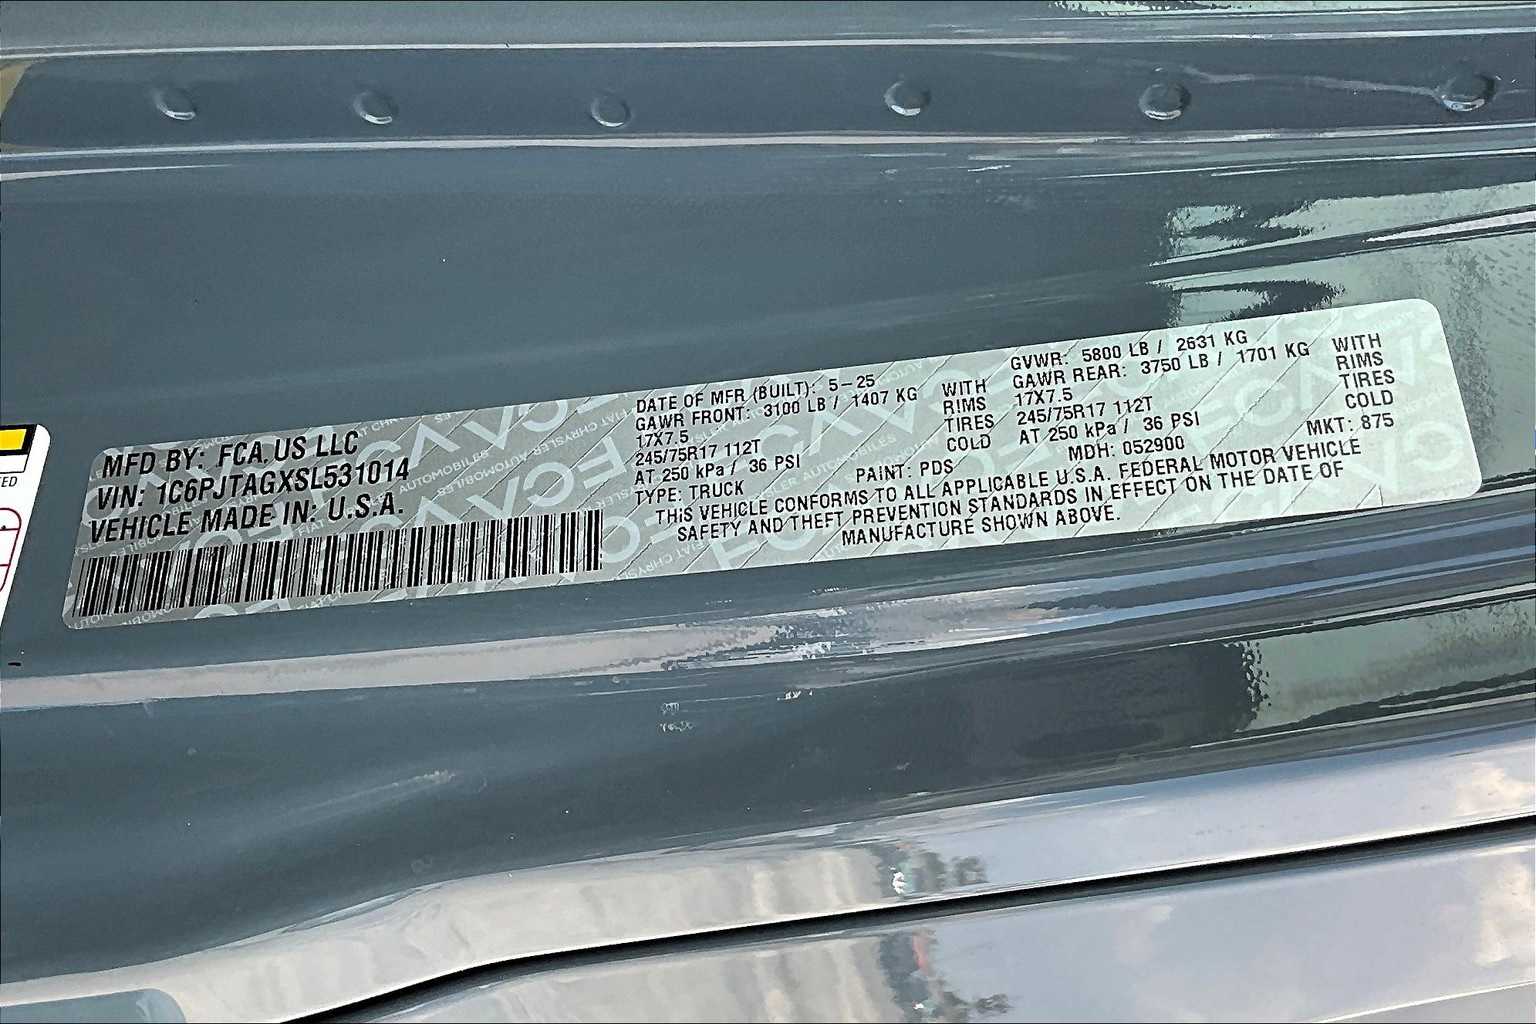 MFD BY: FCA US LLC
VIN: 1C6PJTAGXSL531014
VEHICLE MADE IN: U.S.A.
DATE OF MFR (BUILT): 5-25
GAWR FRONT: 3100 LB / 1407 KG WITH
17X7.5 RIMS
245/75R17 112T TIRES
AT 250 kPa / 36 PSI COLD
TYPE: TRUCK
GVWR: 5800 LB / 2631 KG
GAWR REAR: 3750 LB / 1701 KG WITH
17X7.5 RIMS
245/75R17 112T TIRES
AT 250 kPa / 36 PSI COLD
MDH: 052900 MKT: 875
PAINT: PDS
THIS VEHICLE CONFORMS TO ALL APPLICABLE U.S.A. FEDERAL MOTOR VEHICLE
SAFETY AND THEFT PREVENTION STANDARDS IN EFFECT ON THE DATE OF
MANUFACTURE SHOWN ABOVE.